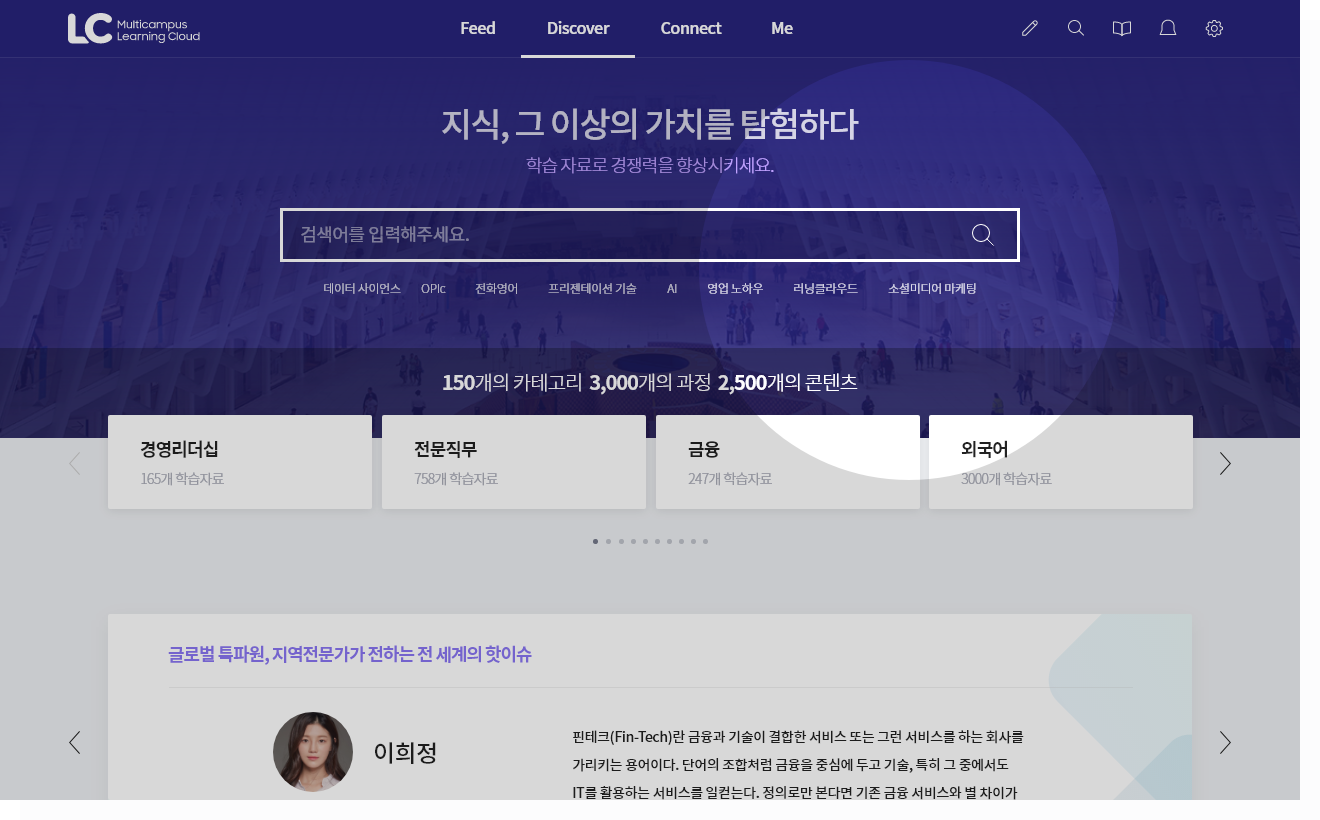 LC Multicampus
Learning Cloud
Feed Discover Connect Me
지식, 그 이상의 가치를 탐험하다
학습 자료로 경쟁력을 향상시키세요.
검색어를 입력해주세요.
데이터 사이언스 OPIc 전화영어 프리젠테이션 기술 AI 영업 노하우 러닝클라우드 소셜미디어 마케팅
150개의 카테고리 3,000개의 과정 2,500개의 콘텐츠
경영리더십 전문직무 금융 외국어
165개 학습자료 758개 학습자료 247개 학습자료 3000개 학습자료
글로벌 특파원, 지역전문가가 전하는 전 세계의 핫이슈
이희정
핀테크(Fin-Tech)란 금융과 기술이 결합한 서비스 또는 그런 서비스를 하는 회사를
가리키는 용어이다. 단어의 조합처럼 금융을 중심에 두고 기술, 특히 그 중에서도
IT를 활용하는 서비스를 일컫는다. 정의로만 본다면 기존 금융 서비스와 별 차이가